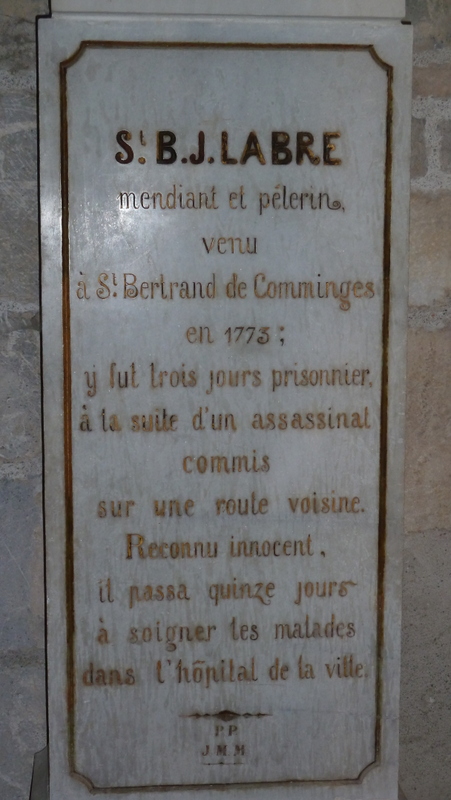 St. B.J. LABRE
mendiant et pélerin,
venu
à St. Bertrand de Comminges
en 1773 ;
y fut trois jours prisonnier,
à la suite d'un assassinat
commis
sur une route voisine.
Reconnu innocent,
il passa quinze jours
à soigner les malades
dans l'hôpital de la ville.
P P
J M M